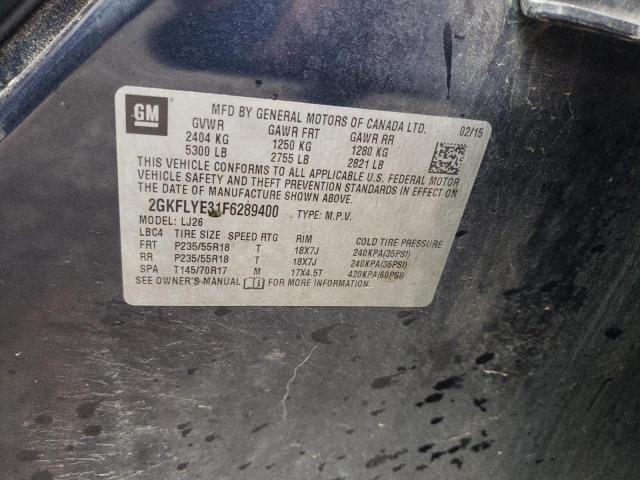 GM
MFD BY GENERAL MOTORS OF CANADA LTD.
02/15
GVWR GAWR FRT GAWR RR
2404 KG 1250 KG 1280 KG
5300 LB 2755 LB 2821 LB
THIS VEHICLE CONFORMS TO ALL APPLICABLE U.S. FEDERAL MOTOR
VEHICLE SAFETY AND THEFT PREVENTION STANDARDS IN EFFECT ON THE
DATE OF MANUFACTURE SHOWN ABOVE.
2GKFLYE31F6289400 TYPE: M.P.V.
MODEL: LJ26
LBC4 TIRE SIZE SPEED RTG RIM COLD TIRE PRESSURE
FRT P235/55R18 T 18X7J 240KPA(35PSI)
RR P235/55R18 T 18X7J 240KPA(35PSI)
SPA T145/70R17 M 17X4.5T 420KPA(60PSI)
SEE OWNER'S MANUAL i FOR MORE INFORMATION.